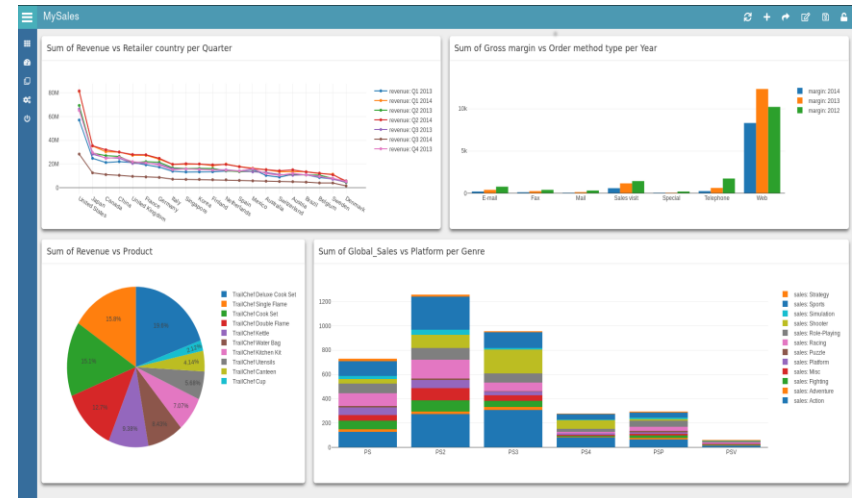 MySales
Sum of Revenue vs Retailer country per Quarter
80M
60M
40M
20M
0
United States
Japan
Canada
China
United Kingdom
France
Germany
Italy
Singapore
Korea
Finland
Netherlands
Spain
Mexico
Australia
Switzerland
Austria
Brazil
Belgium
Sweden
Denmark
revenue: Q1 2013
revenue: Q1 2014
revenue: Q2 2013
revenue: Q2 2014
revenue: Q3 2013
revenue: Q3 2014
revenue: Q4 2013
Sum of Gross margin vs Order method type per Year
10k
5k
0
E-mail
Fax
Mail
Sales visit
Special
Telephone
Web
margin: 2014
margin: 2013
margin: 2012
Sum of Revenue vs Product
15.8%
4.14%
7.07%
TrailChef Deluxe Cook Set
TrailChef Single Flame
TrailChef Cook Set
TrailChef Double Flame
TrailChef Kettle
TrailChef Water Bag
TrailChef Kitchen Kit
TrailChef Utensils
TrailChef Canteen
TrailChef Cup
Sum of Global_Sales vs Platform per Genre
1200
1000
800
600
400
200
0
PS
PS2
PS3
PS4
PSP
PSV
sales: Strategy
sales: Sports
sales: Simulation
sales: Shooter
sales: Role-Playing
sales: Racing
sales: Puzzle
sales: Platform
sales: Misc
sales: Fighting
sales: Adventure
sales: Action